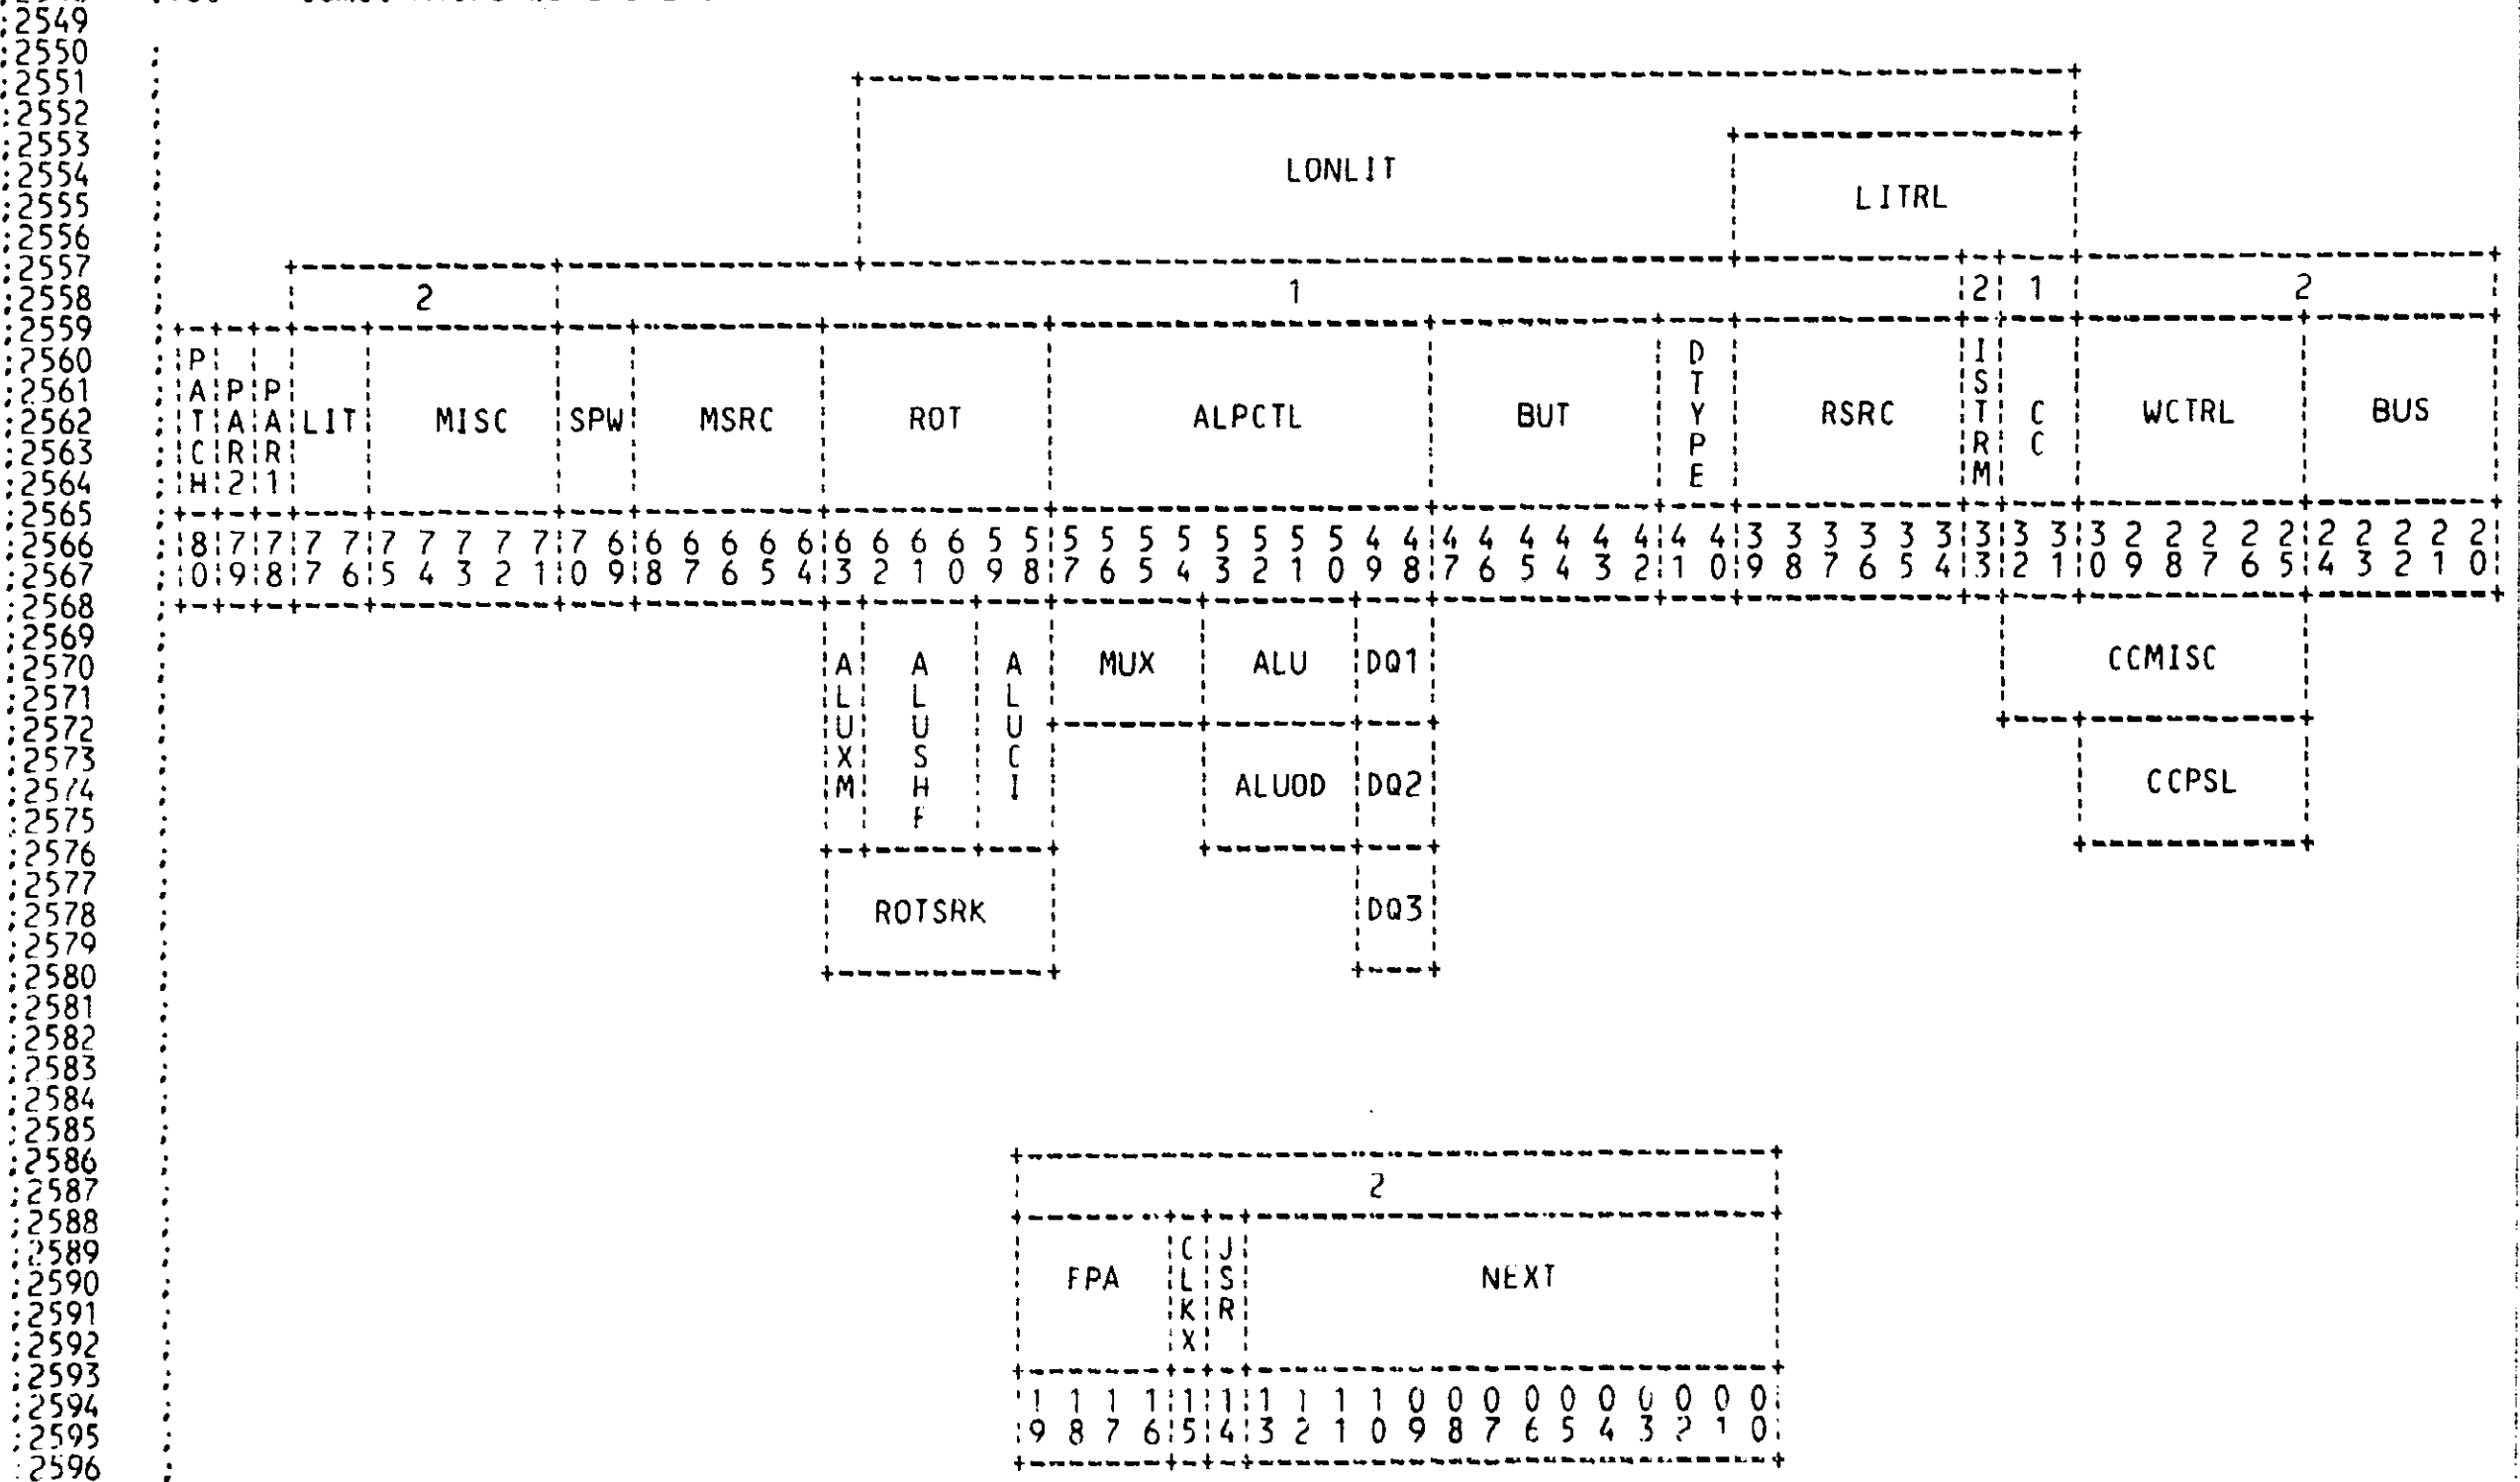 ;2549
;2550 ;
;2551 ;
;2552 ;
;2553 ;
;2554 ; LONLIT
;2555 ; LITRL
;2556 ;
;2557 ;
;2558 ; 2 1 2 1 2
;2559 ;
;2560 ; P D I
;2561 ; A P P T S
;2562 ; T A A LIT MISC SPW MSRC ROT ALPCTL BUT Y RSRC T C WCTRL BUS
;2563 ; C R R P R C
;2564 ; H 2 1 E M
;2565 ;
;2566 ; 8 7 7 7 7 7 7 7 7 7 7 6 6 6 6 6 6 6 6 6 6 5 5 5 5 5 5 5 5 5 5 4 4 4 4 4 4 4 4 4 4 3 3 3 3 3 3 3 3 3 3 2 2 2 2 2 2 2 2 2 2
;2567 ; 0 9 8 7 6 5 4 3 2 1 0 9 8 7 6 5 4 3 2 1 0 9 8 7 6 5 4 3 2 1 0 9 8 7 6 5 4 3 2 1 0 9 8 7 6 5 4 3 2 1 0 9 8 7 6 5 4 3 2 1 0
;2568 ;
;2569 ;
;2570 ; A A A MUX ALU DQ1 CCMISC
;2571 ; L L L
;2572 ; U U U
;2573 ; X S C
;2574 ; M H I ALUOD DQ2 CCPSL
;2575 ; F
;2576 ;
;2577 ;
;2578 ; ROTSRK DQ3
;2579 ;
;2580 ;
;2581 ;
;2582 ;
;2583 ;
;2584 ;
;2585 ;
;2586 ;
;2587 ; 2
;2588 ;
;2589 ; C J
;2590 ; FPA L S NEXT
;2591 ; K R
;2592 ; X
;2593 ;
;2594 ; 1 1 1 1 1 1 1 1 1 1 0 0 0 0 0 0 0 0 0 0
;2595 ; 9 8 7 6 5 4 3 2 1 0 9 8 7 6 5 4 3 2 1 0
;2596 ;